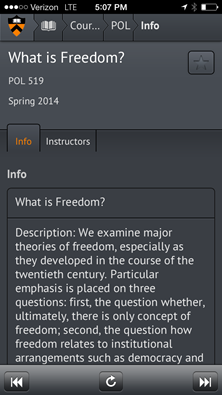 Verizon LTE 5:07 PM
Cour... POL Info
What is Freedom?
POL 519
Spring 2014
Info Instructors
Info
What is Freedom?
Description: We examine major
theories of freedom, especially as
they developed in the course of the
twentieth century. Particular
emphasis is placed on three
questions: first, the question whether,
ultimately, there is only concept of
freedom; second, the question how
freedom relates to institutional
arrangements such as democracy and